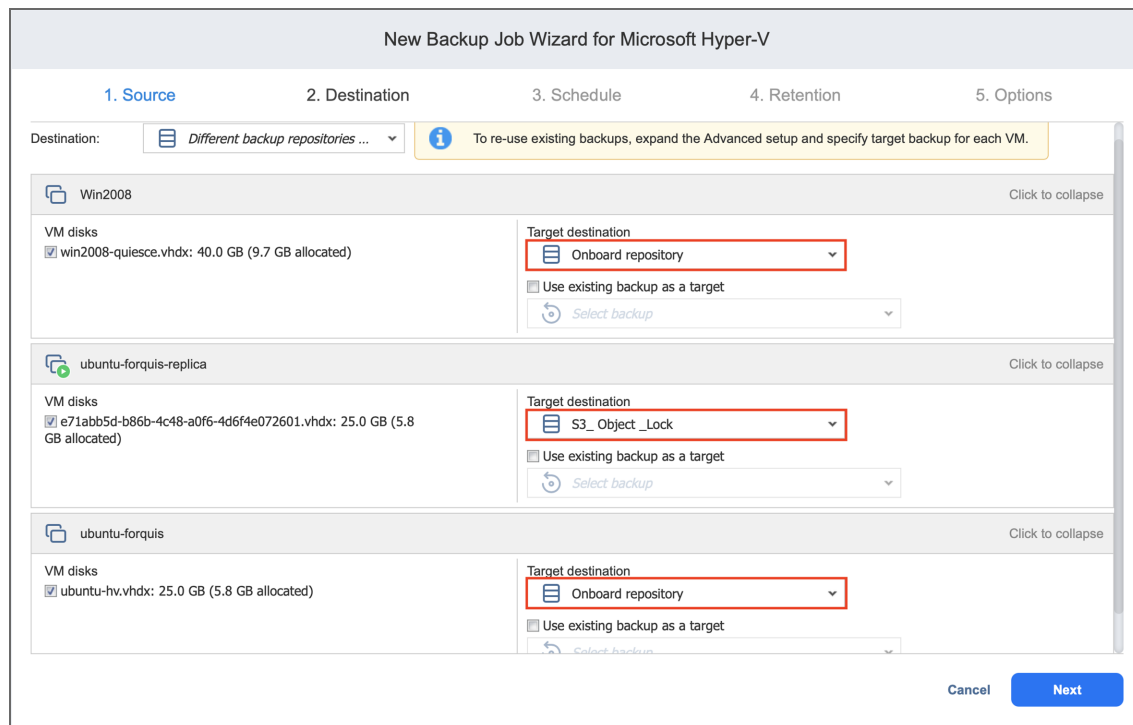 New Backup Job Wizard for Microsoft Hyper-V
1. Source
2. Destination
3. Schedule
4. Retention
5. Options
Destination:
Different backup repositories ...
To re-use existing backups, expand the Advanced setup and specify target backup for each VM.
Win2008
Click to collapse
VM disks
win2008-quiesce.vhdx: 40.0 GB (9.7 GB allocated)
Target destination
Onboard repository
Use existing backup as a target
Select backup
ubuntu-forquis-replica
Click to collapse
VM disks
e71abb5d-b86b-4c48-a0f6-4d6f4e072601.vhdx: 25.0 GB (5.8
GB allocated)
Target destination
S3_ Object _Lock
Use existing backup as a target
Select backup
ubuntu-forquis
Click to collapse
VM disks
ubuntu-hv.vhdx: 25.0 GB (5.8 GB allocated)
Target destination
Onboard repository
Use existing backup as a target
Select backup
Cancel
Next